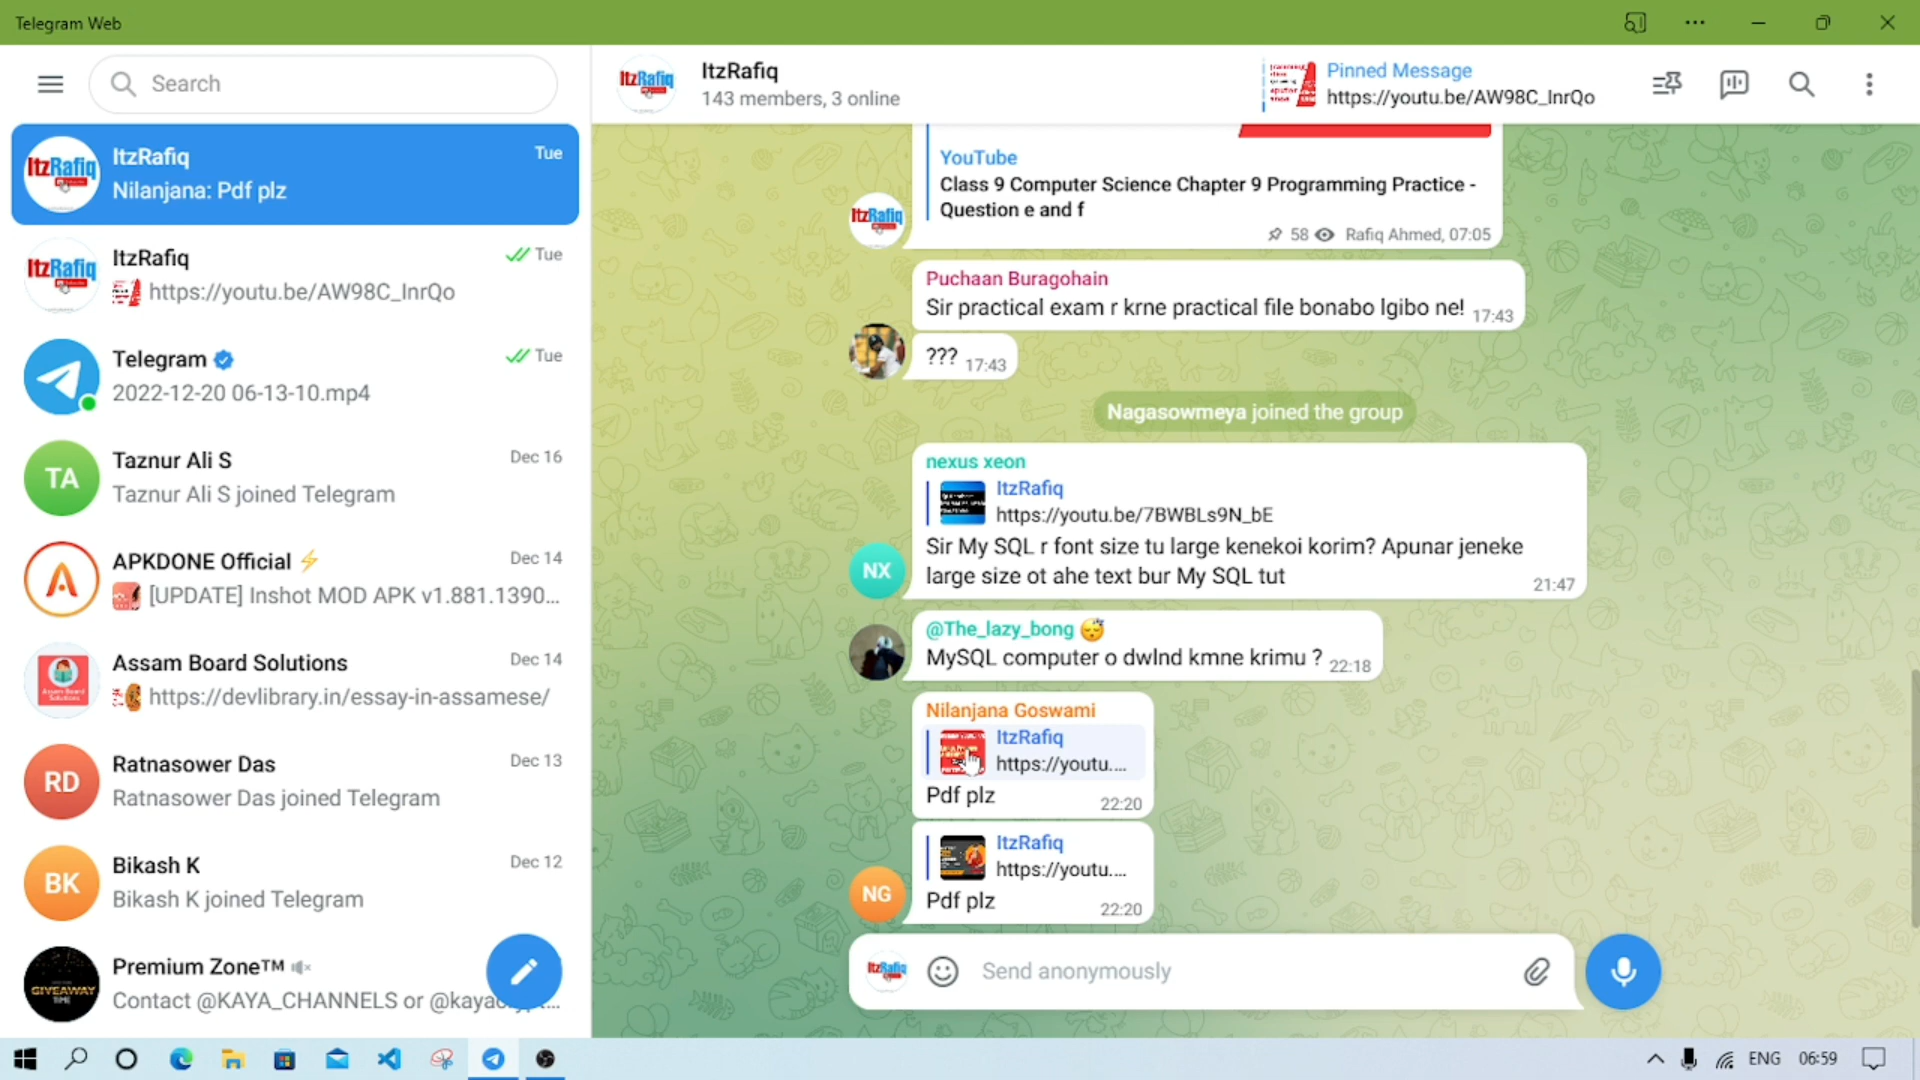 Telegram Web
Search
ItzRafiq
Tue
Nilanjana: Pdf plz
ItzRafiq
Tue
https://youtu.be/AW98C_InrQo
Telegram
Tue
2022-12-20 06-13-10.mp4
TA
Taznur Ali S
Dec 16
Taznur Ali S joined Telegram
APKDONE Official ⚡
Dec 14
[UPDATE] Inshot MOD APK v1.881.1390...
Assam Board Solutions
Dec 14
https://devlibrary.in/essay-in-assamese/
RD
Ratnasower Das
Dec 13
Ratnasower Das joined Telegram
BK
Bikash K
Dec 12
Bikash K joined Telegram
GIVEAWAY
TIME
Premium Zone™
Contact @KAYA_CHANNELS or @kayac
ItzRafiq
ItzRafiq
143 members, 3 online
Pinned Message
https://youtu.be/AW98C_InrQo
YouTube
Class 9 Computer Science Chapter 9 Programming Practice -
Question e and f
58 Rafiq Ahmed, 07:05
ItzRafiq
Puchaan Buragohain
Sir practical exam r krne practical file bonabo lgibo ne! 17:43
??? 17:43
Nagasowmeya joined the group
nexus xeon
ItzRafiq
https://youtu.be/7BWBLs9N_bE
Sir My SQL r font size tu large kenekoi korim? Apunar jeneke
large size ot ahe text bur My SQL tut
21:47
NX
@The_lazy_bong 😴
MySQL computer o dwlnd kmne krimu ? 22:18
Nilanjana Goswami
ItzRafiq
https://youtu....
Pdf plz 22:20
ItzRafiq
https://youtu....
Pdf plz 22:20
NG
ItzRafiq
Send anonymously
ENG 06:59